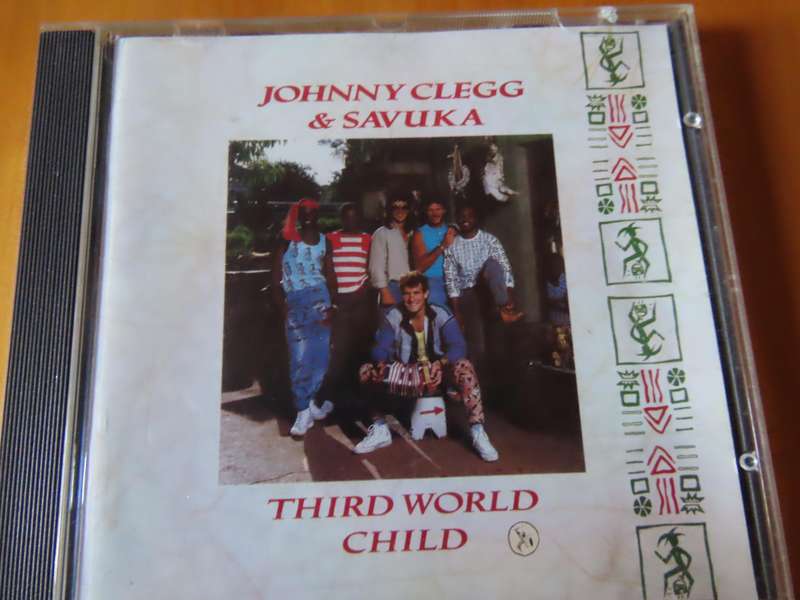 JOHNNY CLEGG
& SAVUKA
THIRD WORLD
CHILD